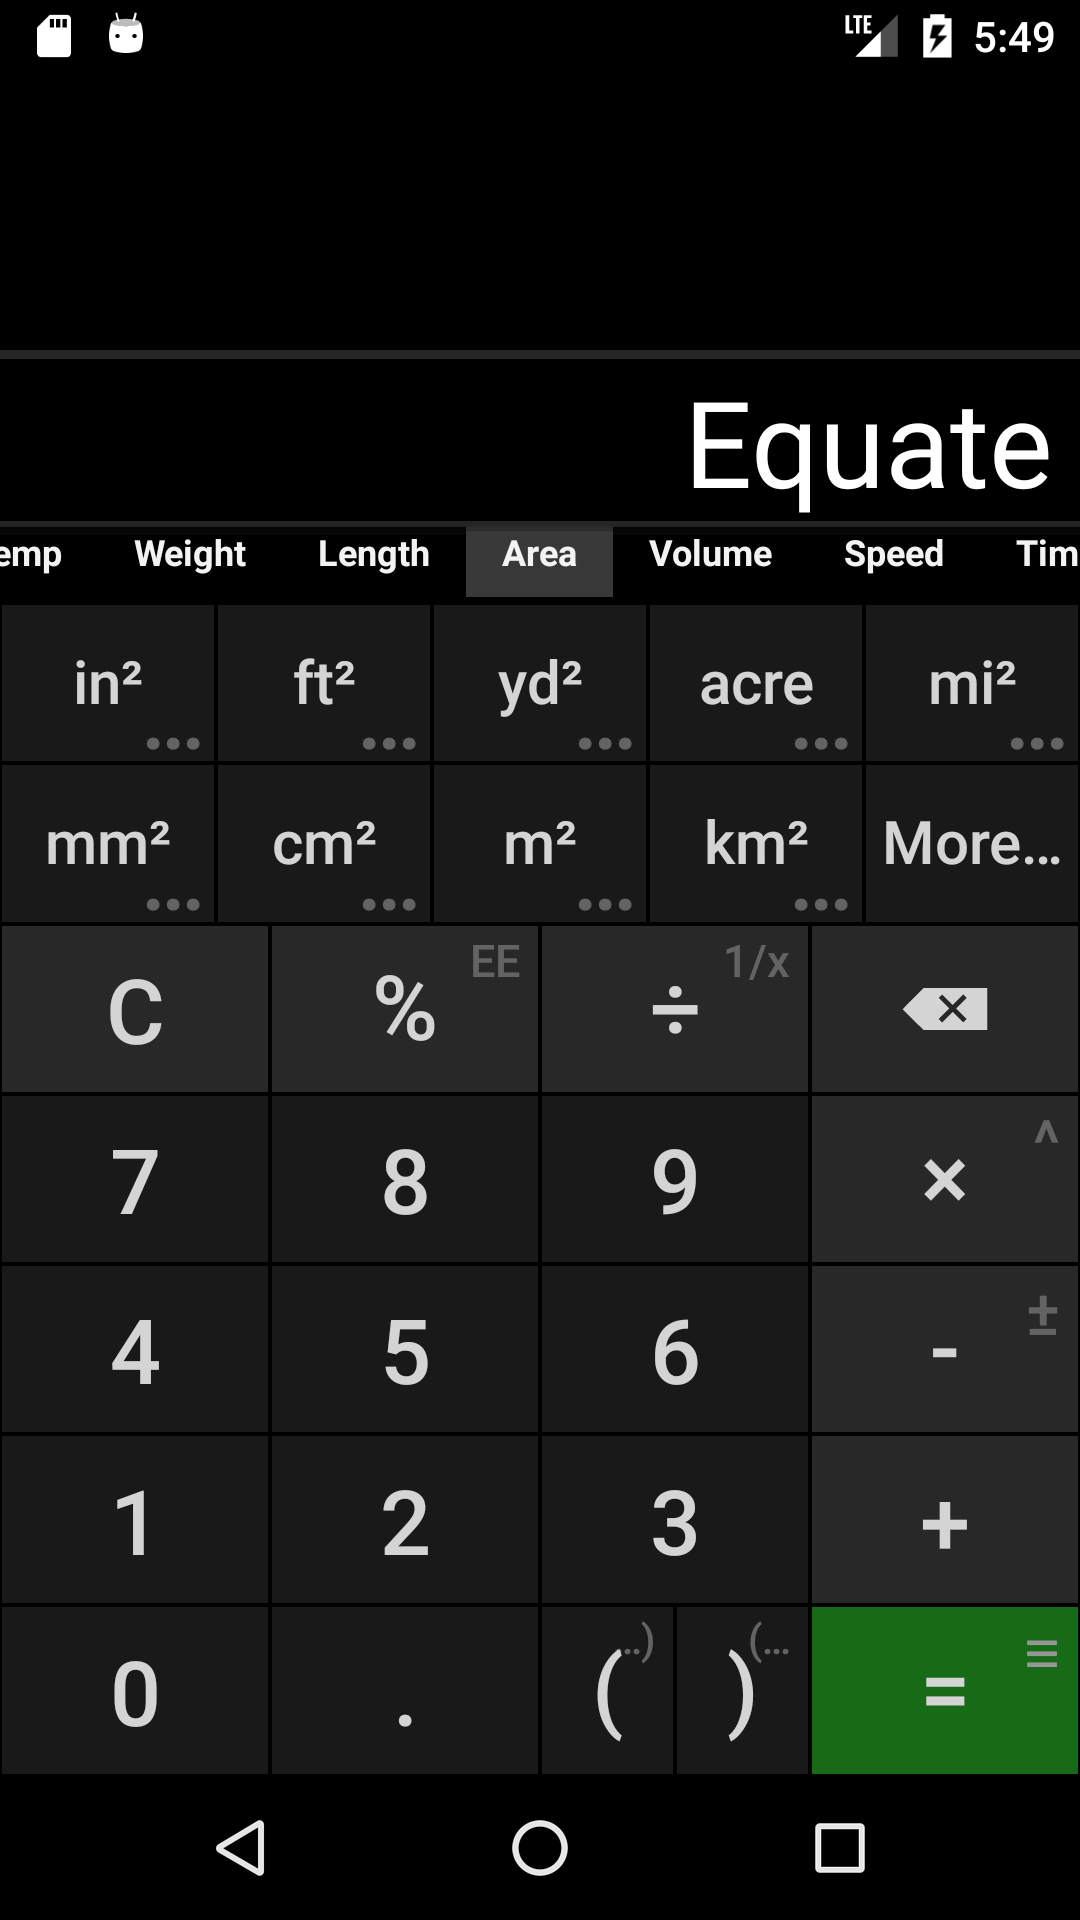 LTE 5:49
Equate
emp Weight Length Area Volume Speed Tim
in² ft² yd² acre mi²
mm² cm² m² km² More...
C % EE ÷ 1/x
7 8 9 × ^
4 5 6 - ±
1 2 3 +
0 . ( ..) ) (... = ≡